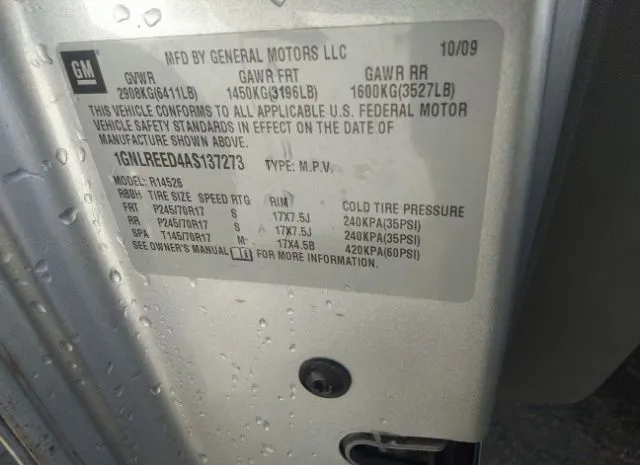 GM
MFD BY GENERAL MOTORS LLC 10/09
GVWR GAWR FRT GAWR RR
2908KG(6411LB) 1450KG(3196LB) 1600KG(3527LB)
THIS VEHICLE CONFORMS TO ALL APPLICABLE U.S. FEDERAL MOTOR
VEHICLE SAFETY STANDARDS IN EFFECT ON THE DATE OF
MANUFACTURE SHOWN ABOVE.
1GNLREED4AS137273 TYPE: M.P.V.
MODEL: R14526
RB0H TIRE SIZE SPEED RTG RIM COLD TIRE PRESSURE
FRT P245/70R17 S 17X7.5J 240KPA(35PSI)
RR P245/70R17 S 17X7.5J 240KPA(35PSI)
SPA T145/70R17 M 17X4.5B 420KPA(60PSI)
SEE OWNER'S MANUAL FOR MORE INFORMATION.